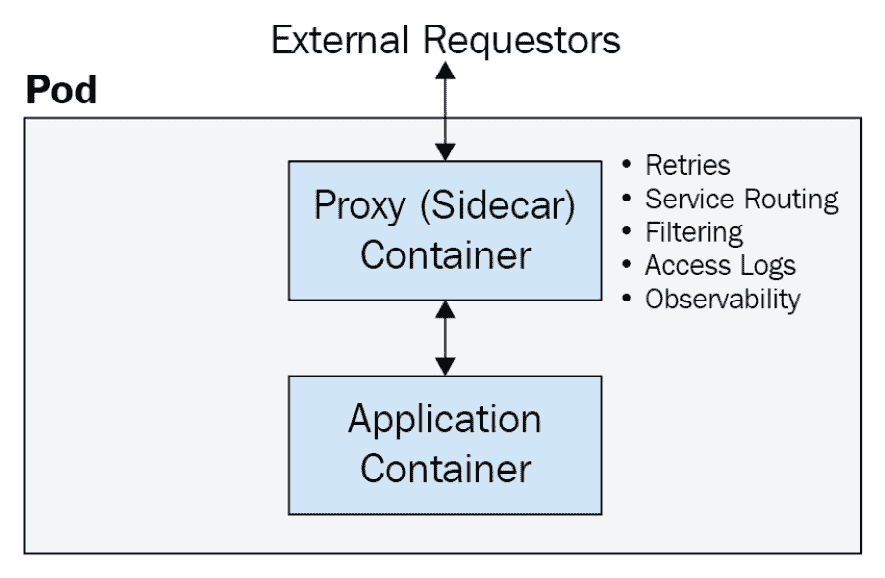 External Requestors
Pod
Proxy (Sidecar)
Container
• Retries
• Service Routing
• Filtering
• Access Logs
• Observability
Application
Container